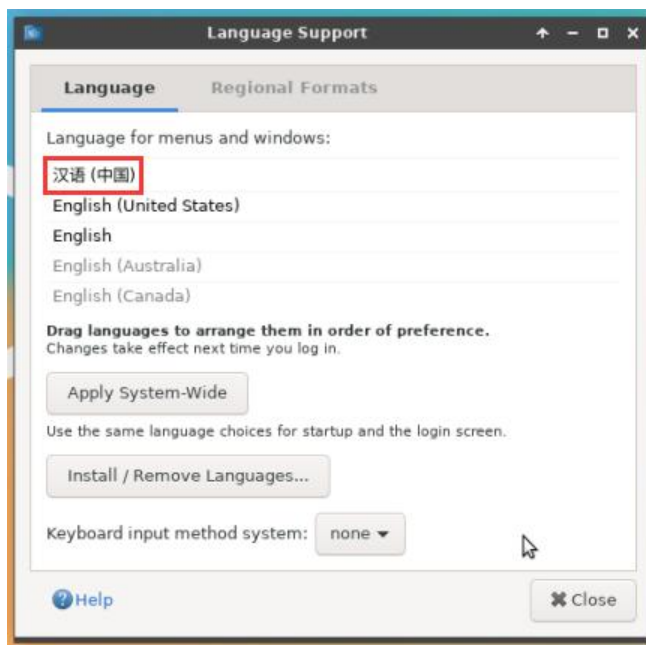 Language Support
Language Regional Formats
Language for menus and windows:
汉语 (中国)
English (United States)
English
English (Australia)
English (Canada)
Drag languages to arrange them in order of preference.
Changes take effect next time you log in.
Apply System-Wide
Use the same language choices for startup and the login screen.
Install / Remove Languages...
Keyboard input method system: none
Help Close